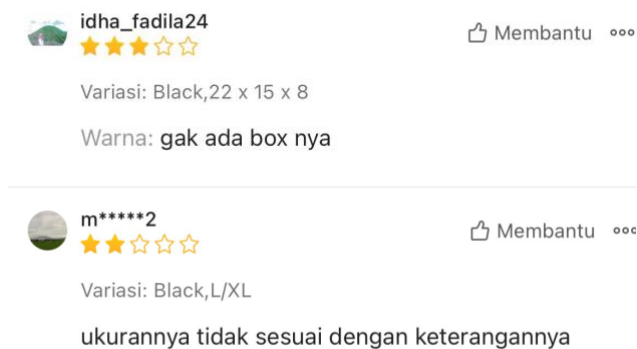 idha_fadila24
Membantu
Variasi: Black,22 x 15 x 8
Warna: gak ada box nya
m*****2
Membantu
Variasi: Black,L/XL
ukurannya tidak sesuai dengan keterangannya